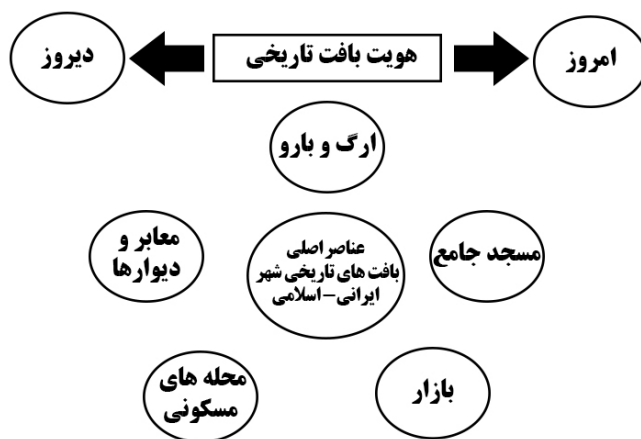 امروز
هویت بافت تاریخی
دیروز
ارگ و بارو
مسجد جامع
عناصر اصلی
بافت های تاریخی شهر
ایرانی-اسلامی
معابر و
دیوارها
بازار
محله های
مسکونی